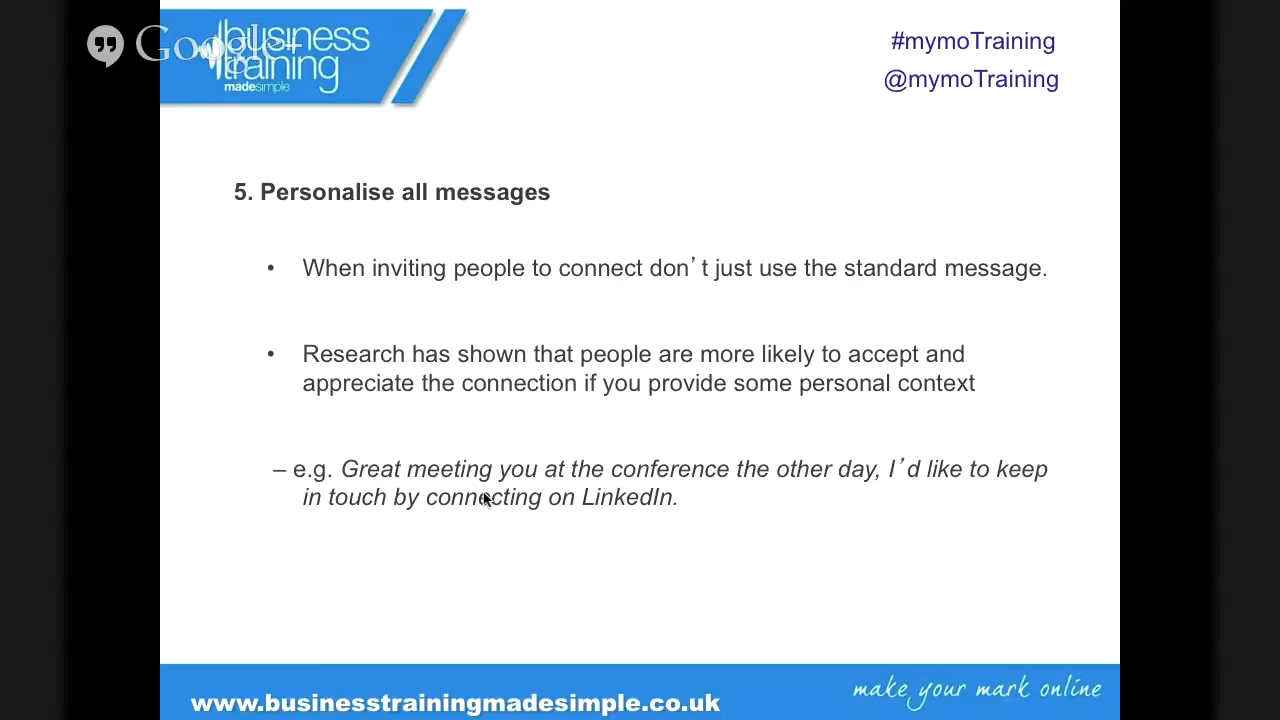 Google+
business
training
madesimple
#mymoTraining
@mymoTraining
5. Personalise all messages
• When inviting people to connect don’t just use the standard message.
• Research has shown that people are more likely to accept and
appreciate the connection if you provide some personal context
– e.g. Great meeting you at the conference the other day, I’d like to keep
in touch by connecting on LinkedIn.
www.businesstrainingmadesimple.co.uk
make your mark online